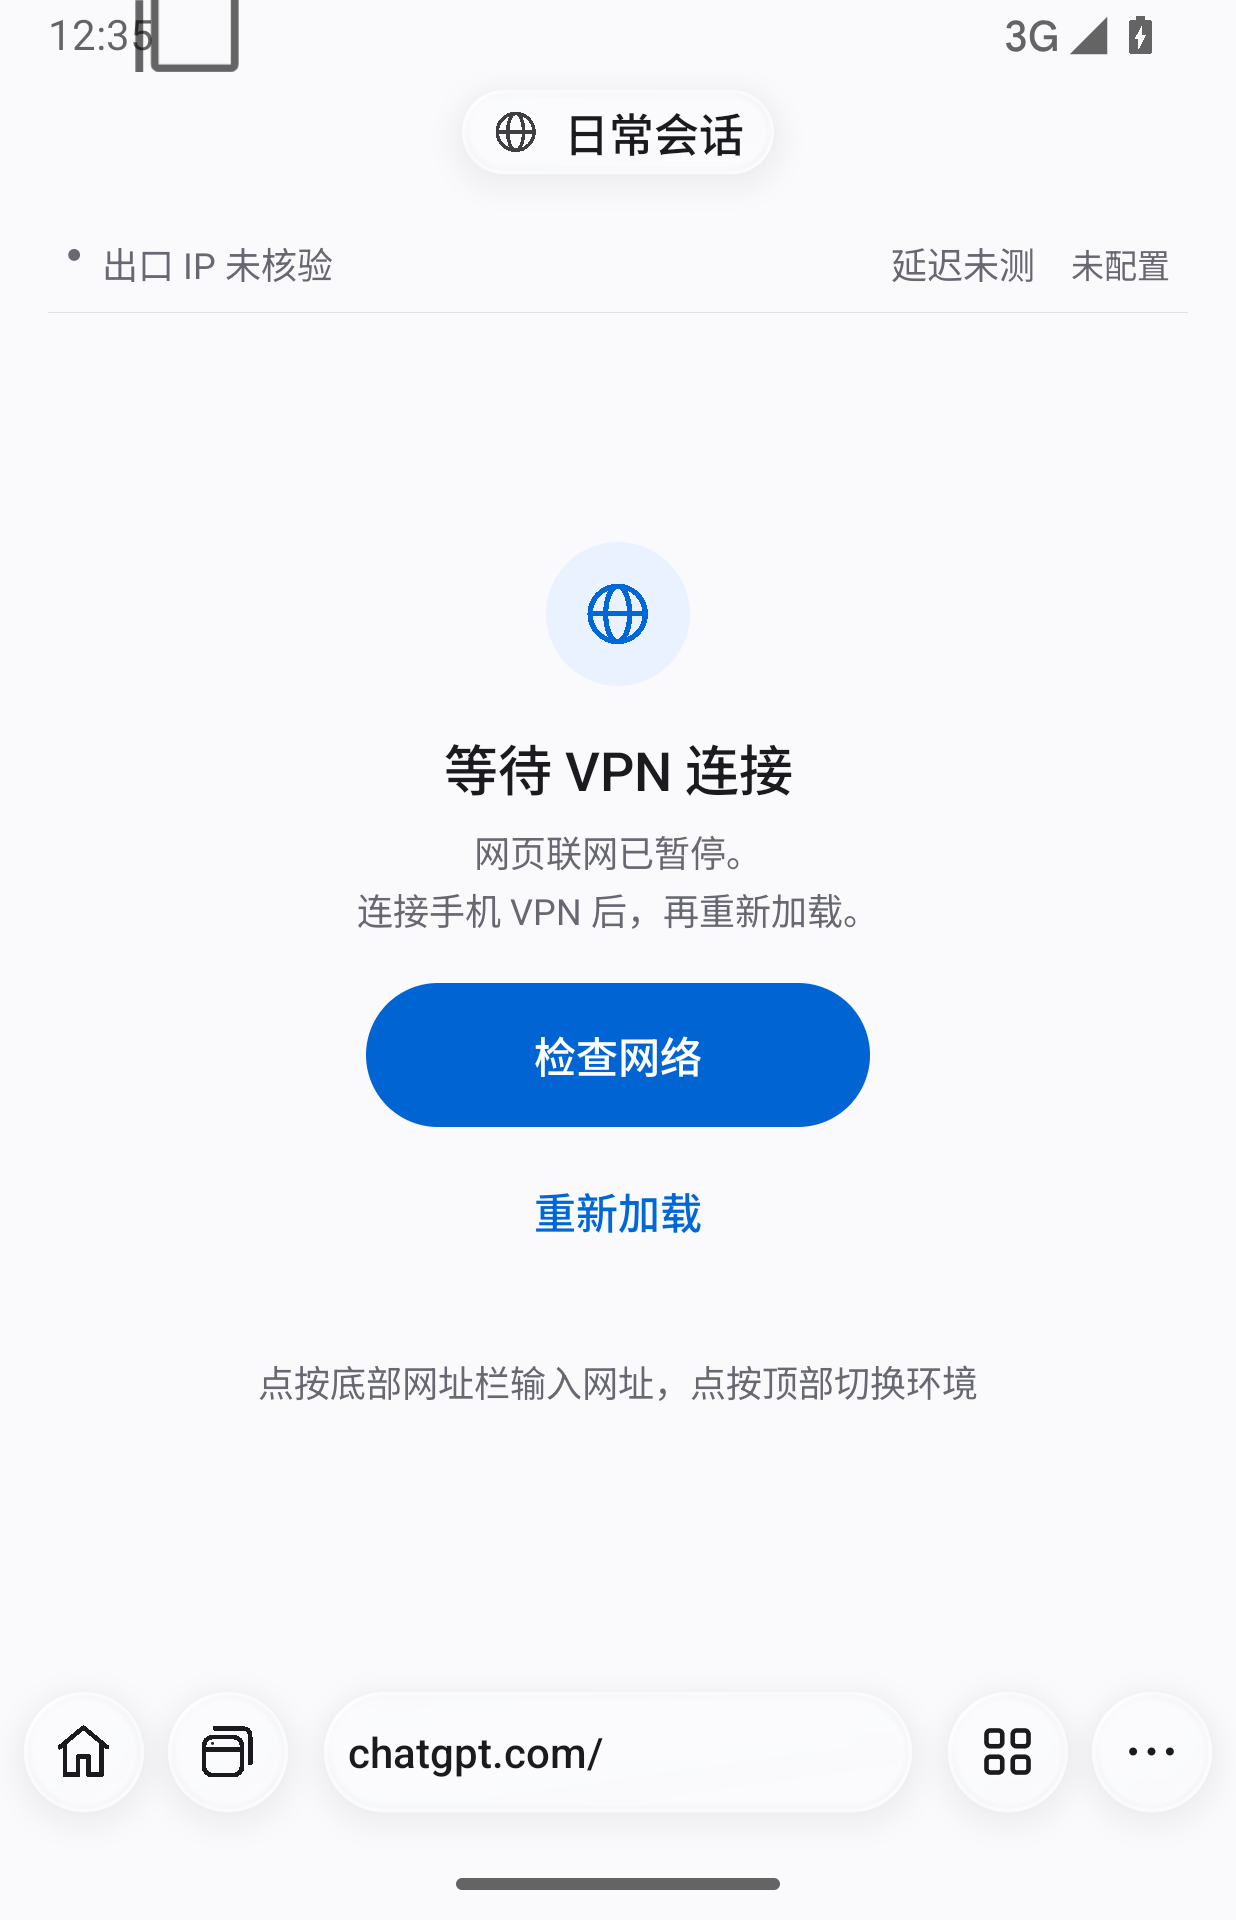 12:35
3G
日常会话
出口 IP 未核验
延迟未测
未配置
等待 VPN 连接
网页联网已暂停。
连接手机 VPN 后，再重新加载。
检查网络
重新加载
点按底部网址栏输入网址，点按顶部切换环境
chatgpt.com/